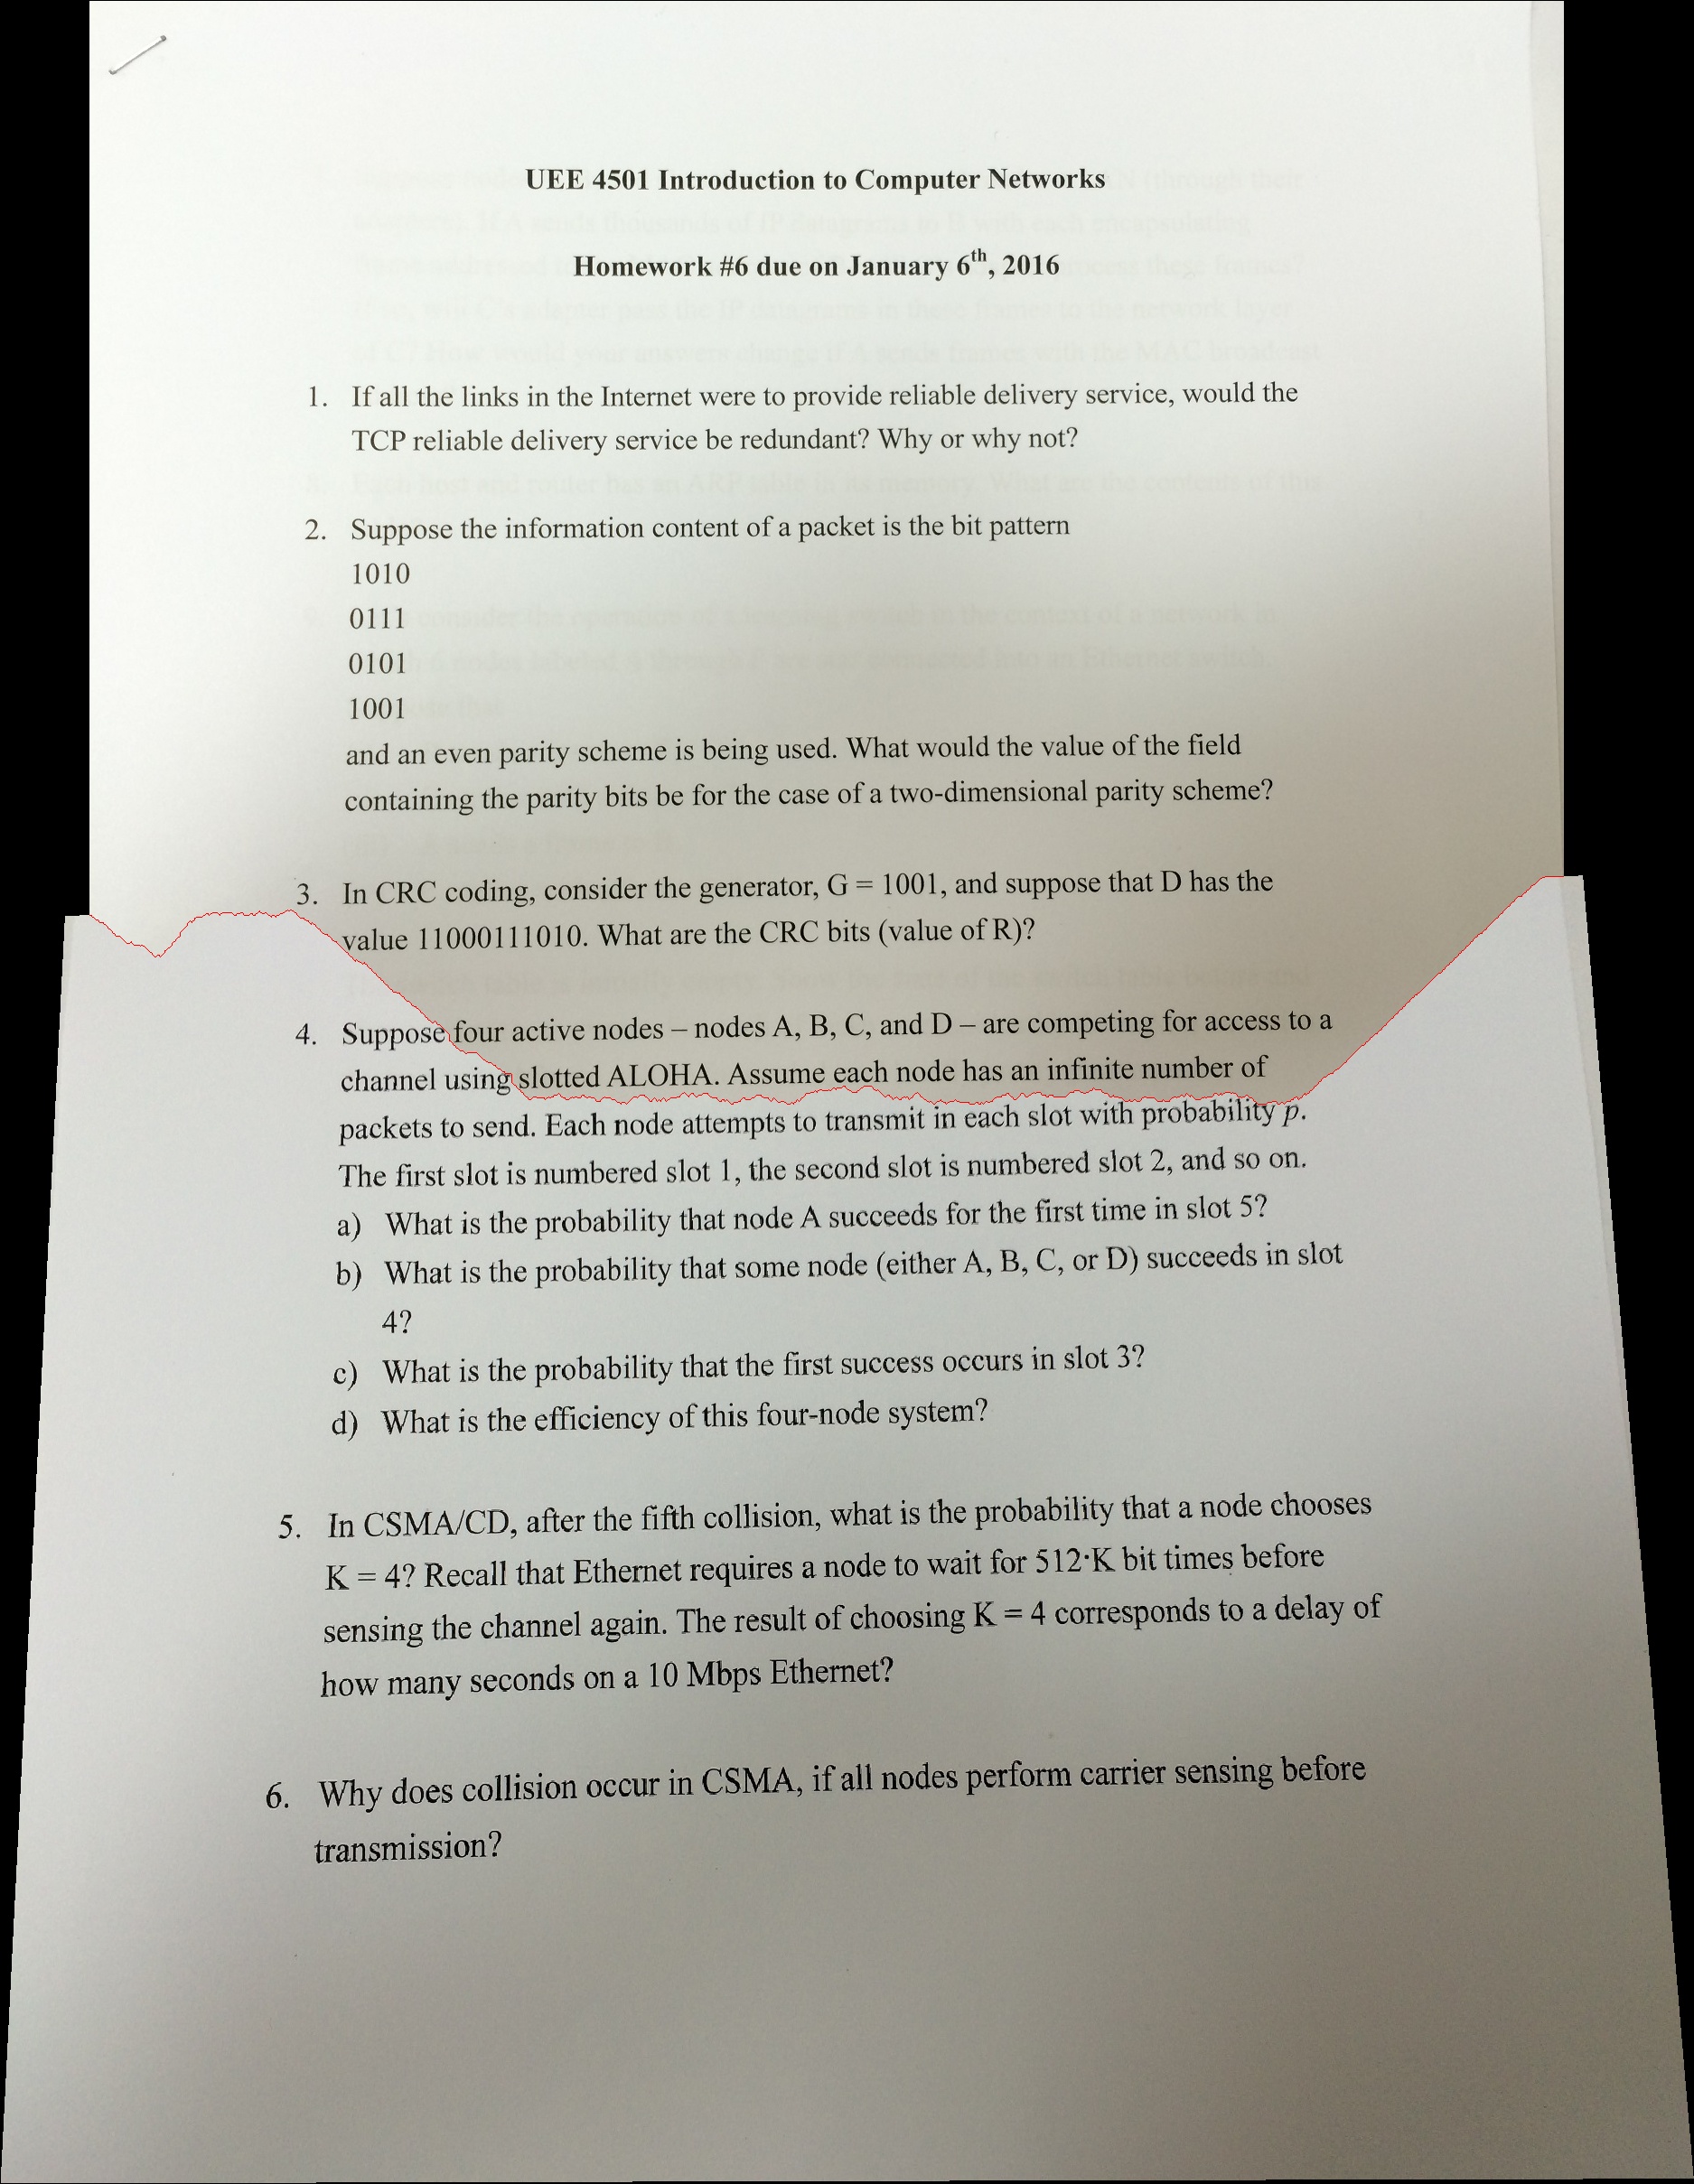 UEE 4501 Introduction to Computer Networks
Homework #6 due on January 6th, 2016
1. If all the links in the Internet were to provide reliable delivery service, would the
TCP reliable delivery service be redundant? Why or why not?
2. Suppose the information content of a packet is the bit pattern
1010
0111
0101
1001
and an even parity scheme is being used. What would the value of the field
containing the parity bits be for the case of a two-dimensional parity scheme?
3. In CRC coding, consider the generator, G = 1001, and suppose that D has the
value 11000111010. What are the CRC bits (value of R)?
4. Suppose four active nodes – nodes A, B, C, and D – are competing for access to a
channel using slotted ALOHA. Assume each node has an infinite number of
packets to send. Each node attempts to transmit in each slot with probability p.
The first slot is numbered slot 1, the second slot is numbered slot 2, and so on.
a) What is the probability that node A succeeds for the first time in slot 5?
b) What is the probability that some node (either A, B, C, or D) succeeds in slot
4?
c) What is the probability that the first success occurs in slot 3?
d) What is the efficiency of this four-node system?
5. In CSMA/CD, after the fifth collision, what is the probability that a node chooses
K = 4? Recall that Ethernet requires a node to wait for 512·K bit times before
sensing the channel again. The result of choosing K = 4 corresponds to a delay of
how many seconds on a 10 Mbps Ethernet?
6. Why does collision occur in CSMA, if all nodes perform carrier sensing before
transmission?